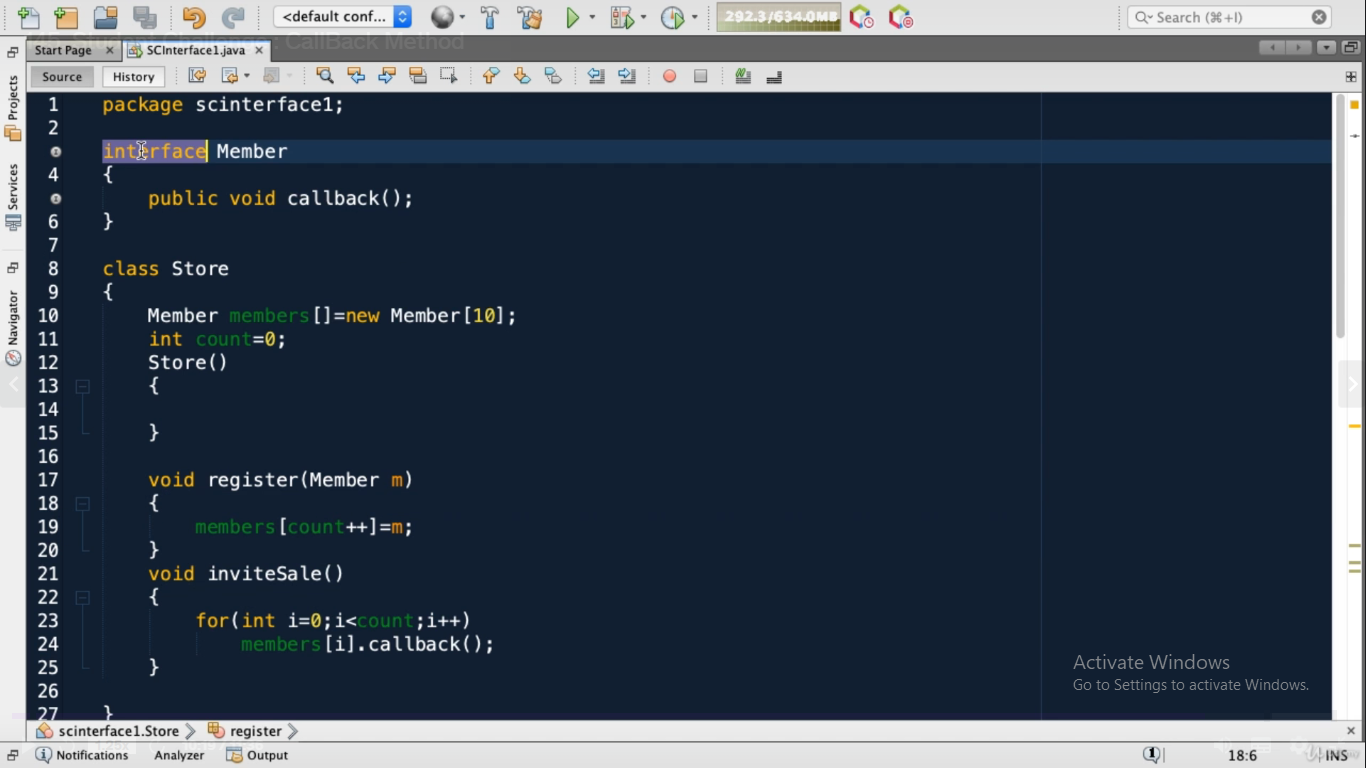 <default conf...
292.3/634.0MB
Search (⌘+I)
Student Challenge : CallBack Method
Start Page
SCInterface1.java
Source
History
Projects
Services
Navigator
1 package scinterface1;
2
interface Member
4 {
public void callback();
6 }
7
8 class Store
9 {
10 Member members[]=new Member[10];
11 int count=0;
12 Store()
13 {
14
15 }
16
17 void register(Member m)
18 {
19 members[count++]=m;
20 }
21 void inviteSale()
22 {
23 for(int i=0;i<count;i++)
24 members[i].callback();
25 }
26
27 }
Activate Windows
Go to Settings to activate Windows.
scinterface1.Store
register
Notifications
Analyzer
Output
1
18:6
INS